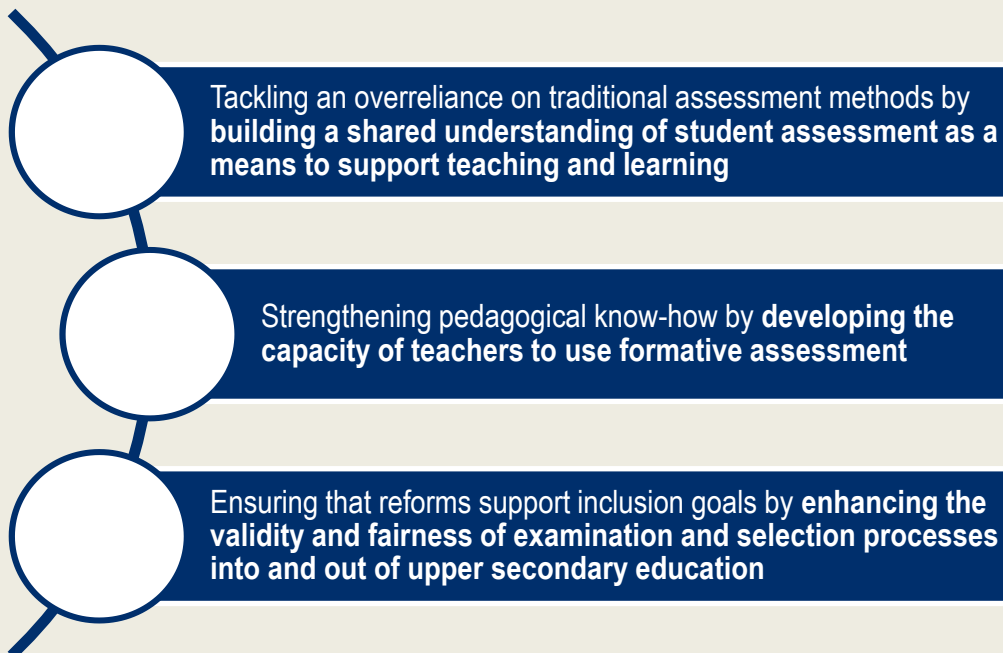 Tackling an overreliance on traditional assessment methods by
building a shared understanding of student assessment as a
means to support teaching and learning
Strengthening pedagogical know-how by developing the
capacity of teachers to use formative assessment
Ensuring that reforms support inclusion goals by enhancing the
validity and fairness of examination and selection processes
into and out of upper secondary education